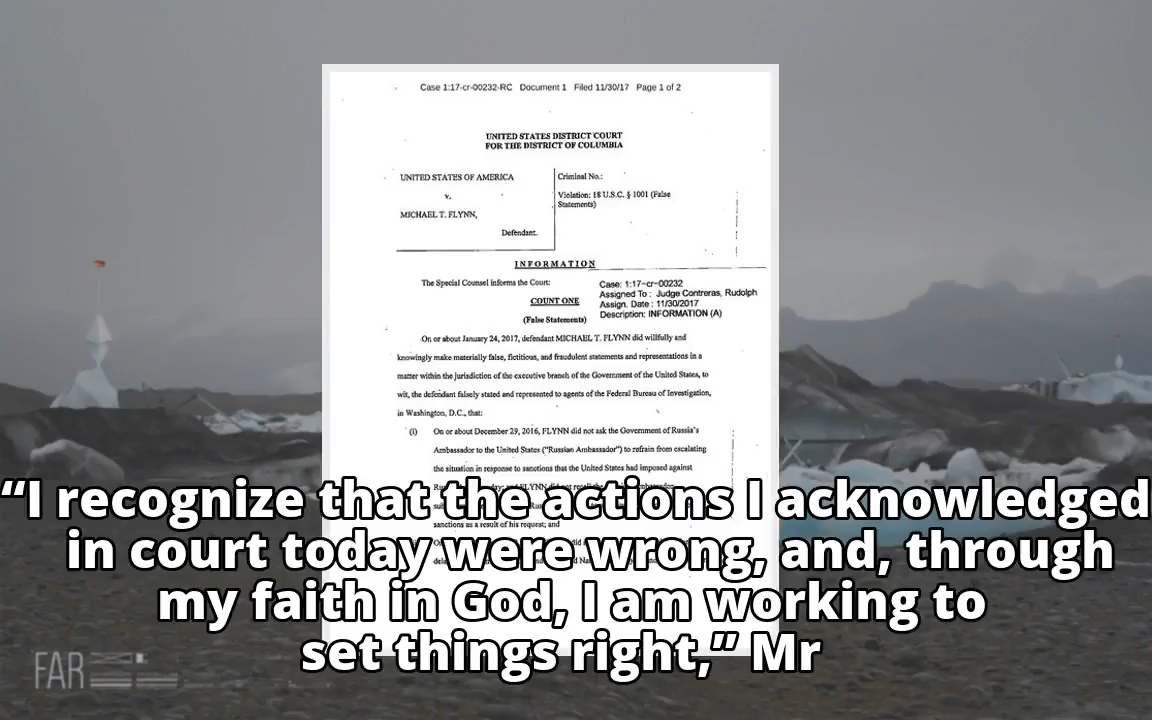 Case 1:17-cr-00232-RC Document 1 Filed 11/30/17 Page 1 of 2
UNITED STATES DISTRICT COURT
FOR THE DISTRICT OF COLUMBIA
UNITED STATES OF AMERICA
v.
MICHAEL T. FLYNN,
Defendant.
Criminal No.:
Violation: 18 U.S.C. § 1001 (False
Statements)
INFORMATION
The Special Counsel informs the Court:
COUNT ONE
(False Statements)
Case: 1:17-cr-00232
Assigned To : Judge Contreras, Rudolph
Assign. Date : 11/30/2017
Description: INFORMATION (A)
On or about January 24, 2017, defendant MICHAEL T. FLYNN did willfully and
knowingly make materially false, fictitious, and fraudulent statements and representations in a
matter within the jurisdiction of the executive branch of the Government of the United States, to
wit, the defendant falsely stated and represented to agents of the Federal Bureau of Investigation,
in Washington, D.C., that:
(i) On or about December 29, 2016, FLYNN did not ask the Government of Russia's
Ambassador to the United States ("Russian Ambassador") to refrain from escalating
the situation in response to sanctions that the United States had imposed against
sanctions as a result of his request; and
“I recognize that the actions I acknowledged
in court today were wrong, and, through
my faith in God, I am working to
set things right,” Mr
FAR